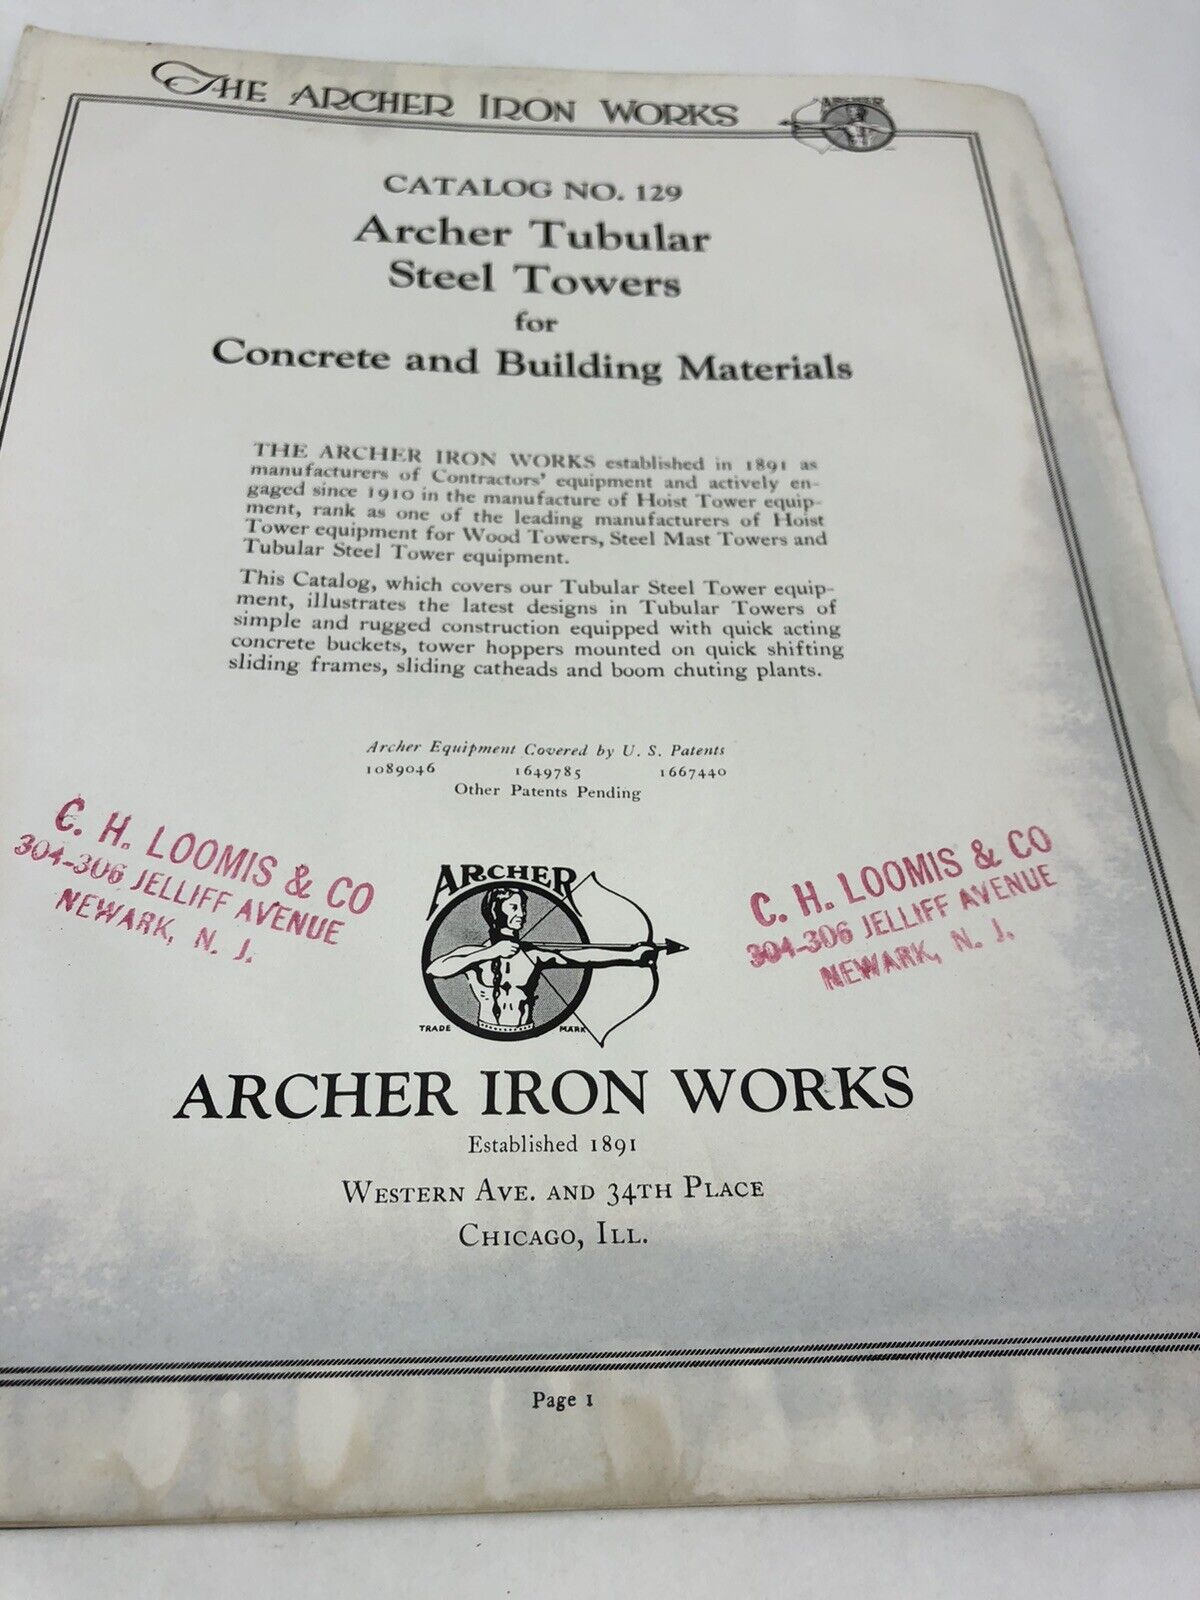 THE ARCHER IRON WORKS
ARCHER
CATALOG NO. 129
Archer Tubular
Steel Towers
for
Concrete and Building Materials
THE ARCHER IRON WORKS established in 1891 as
manufacturers of Contractors' equipment and actively en-
gaged since 1910 in the manufacture of Hoist Tower equip-
ment, rank as one of the leading manufacturers of Hoist
Tower equipment for Wood Towers, Steel Mast Towers and
Tubular Steel Tower equipment.
This Catalog, which covers our Tubular Steel Tower equip-
ment, illustrates the latest designs in Tubular Towers of
simple and rugged construction equipped with quick acting
concrete buckets, tower hoppers mounted on quick shifting
sliding frames, sliding catheads and boom chuting plants.
Archer Equipment Covered by U. S. Patents
1089046 1649785 1667440
Other Patents Pending
C. H. LOOMIS & CO
304-306 JELLIFF AVENUE
NEWARK, N. J.
C. H. LOOMIS & CO
304-306 JELLIFF AVENUE
NEWARK, N. J.
ARCHER
TRADE MARK
ARCHER IRON WORKS
Established 1891
WESTERN AVE. AND 34TH PLACE
CHICAGO, ILL.
Page 1